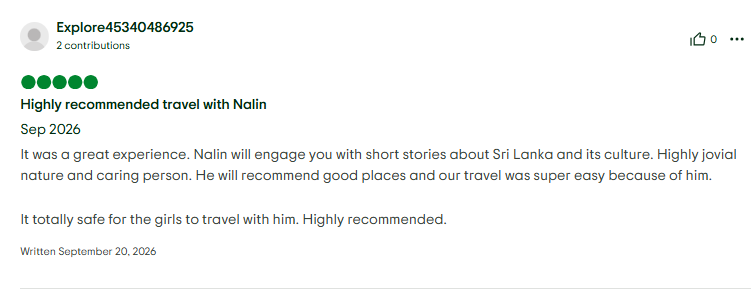 Explore45340486925
2 contributions
0
Highly recommended travel with Nalin
Sep 2026
It was a great experience. Nalin will engage you with short stories about Sri Lanka and its culture. Highly jovial
nature and caring person. He will recommend good places and our travel was super easy because of him.
It totally safe for the girls to travel with him. Highly recommended.
Written September 20, 2026